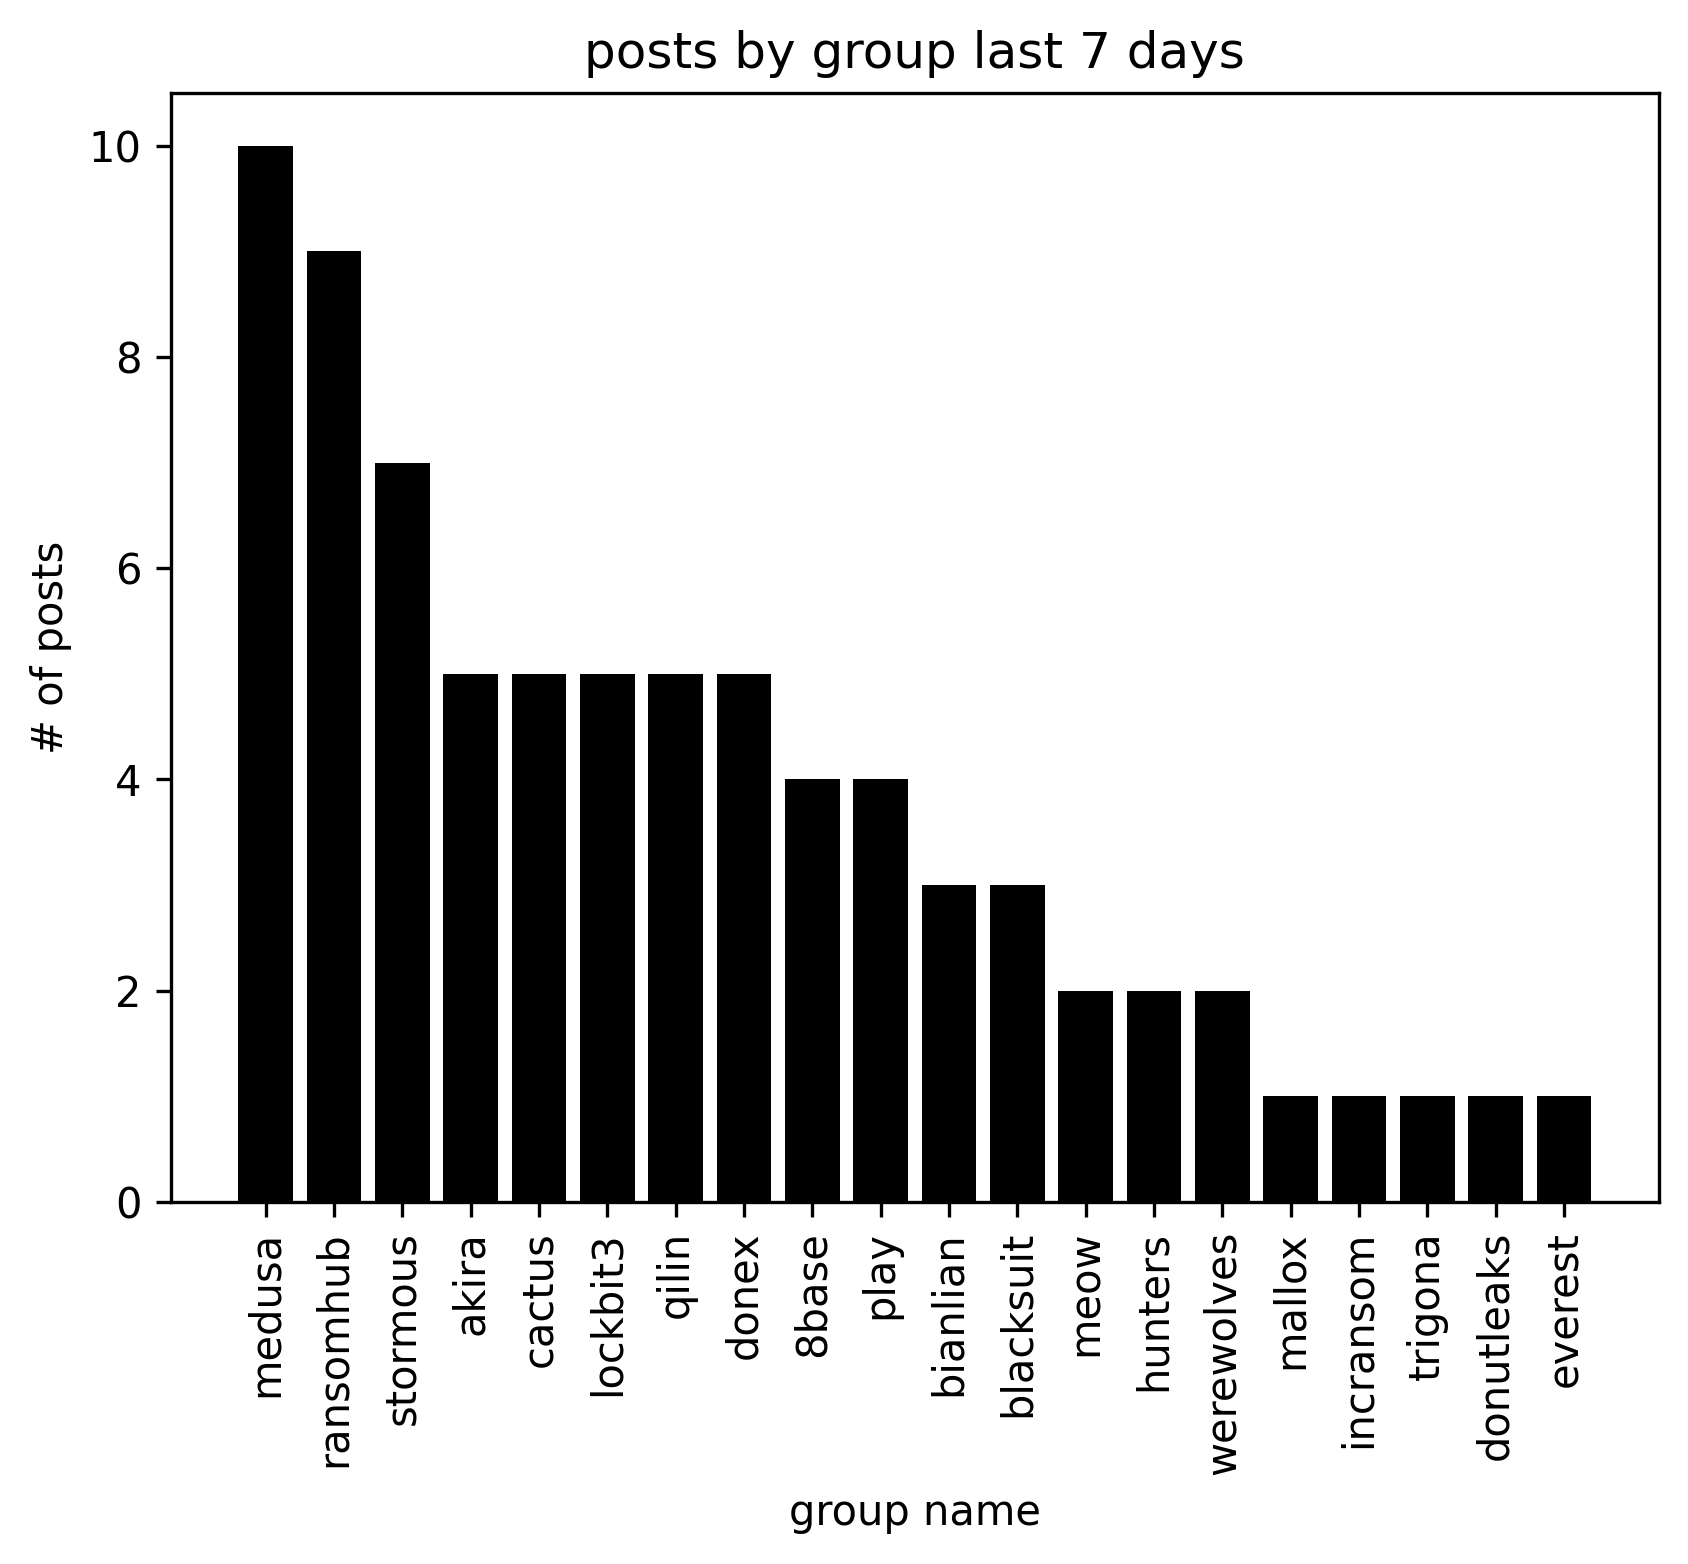 posts by group last 7 days
# of posts
10
8
6
4
2
0
medusa
ransomhub
stormous
akira
cactus
lockbit3
qilin
donex
8base
play
bianlian
blacksuit
meow
hunters
werewolves
mallox
incransom
trigona
donutleaks
everest
group name